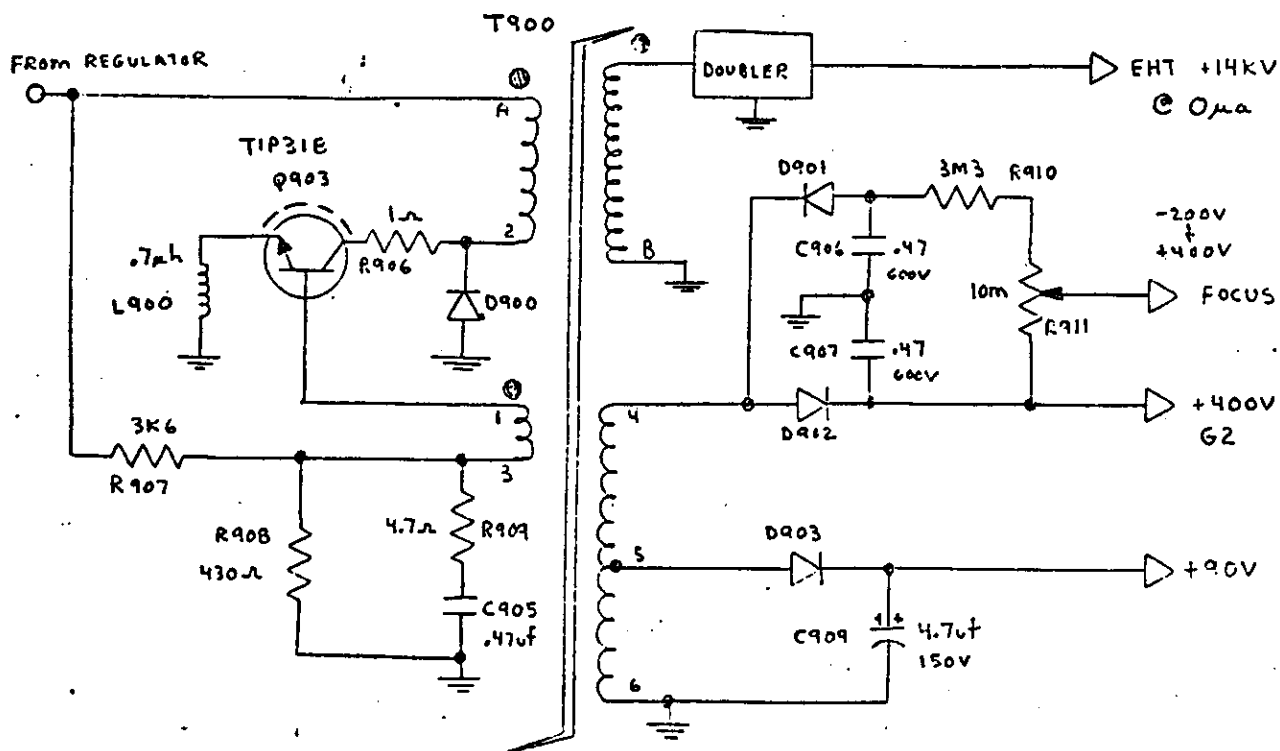 T900
FROM REGULATOR
A
TIP31E
Q903
1Ω
R906
2
.7μh
L900
D900
1
3
3K6
R907
R908
430Ω
4.7Ω
R909
C905
.47uf
DOUBLER
EHT +14KV
@ 0μa
B
D901
3M3
R910
C906
.47
600V
10m
R911
-200V
+400V
FOCUS
C907
.47
600V
4
D902
+400V
G2
5
D903
+90V
C909
4.7uf
150V
6